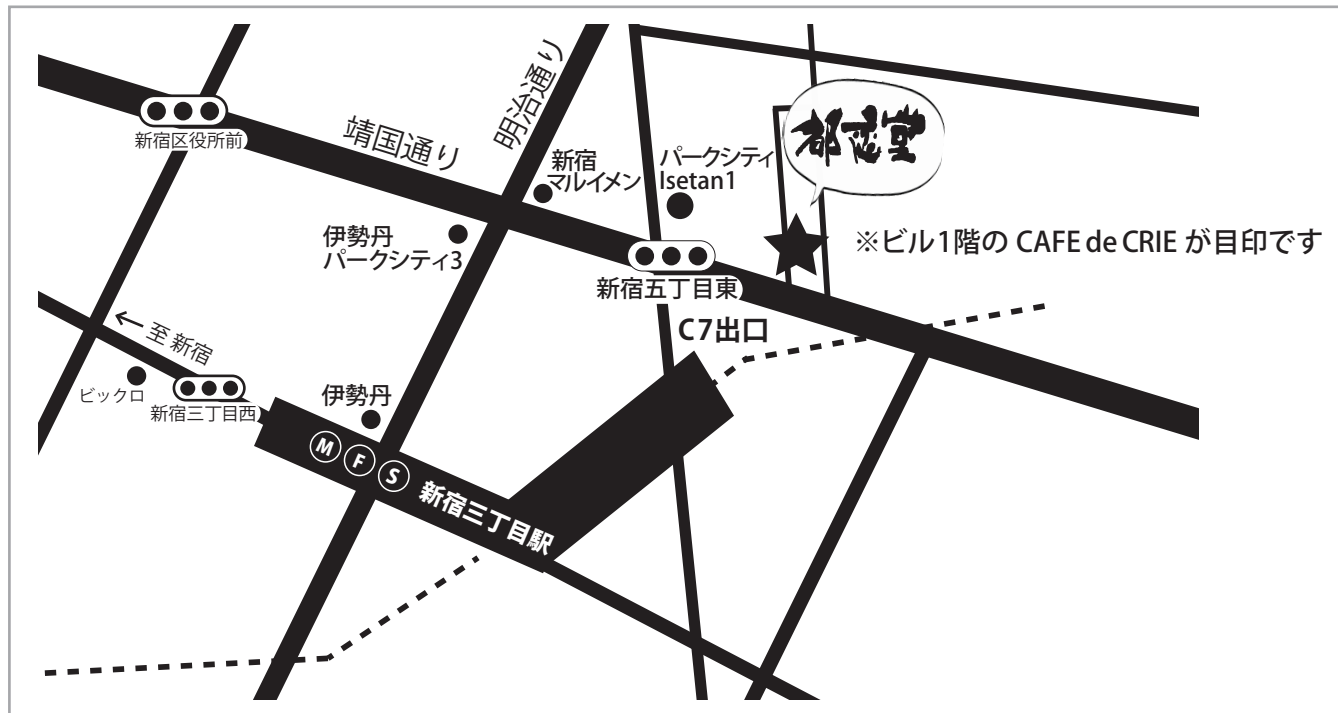 新宿区役所前
靖国通り
明治通り
新宿
マルイメン
パークシティ
Isetan1
都恋堂
伊勢丹
パークシティ3
※ビル1階の CAFE de CRIE が目印です
新宿五丁目東
C7出口
← 至 新宿
ビックロ
新宿三丁目西
伊勢丹
M F S 新宿三丁目駅